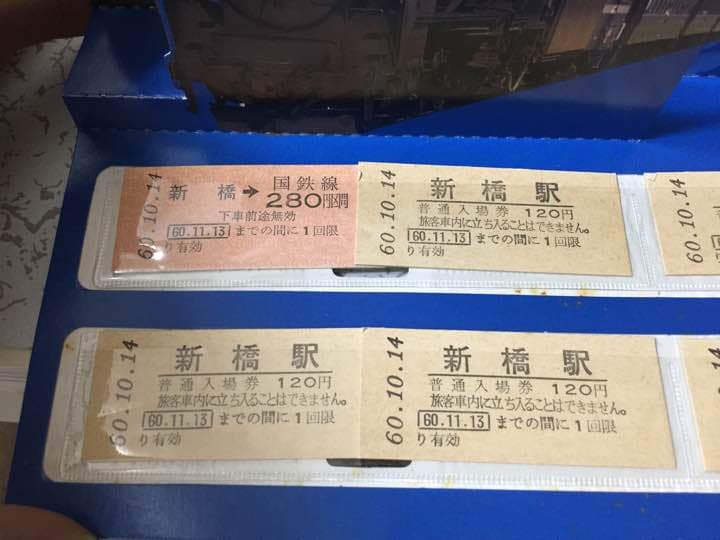 60.10.14
新橋➔国鉄線
280円区間
下車前途無効
60.11.13までの間に1回限
り有効
60.10.14
新橋駅
普通入場券 120円
旅客車内に立ち入ることはできません。
60.11.13までの間に1回限
り有効
60.10.14
新橋駅
普通入場券 120円
旅客車内に立ち入ることはできません。
60.11.13までの間に1回限
り有効
60.10.14
新橋駅
普通入場券 120円
旅客車内に立ち入ることはできません。
60.11.13までの間に1回限
り有効